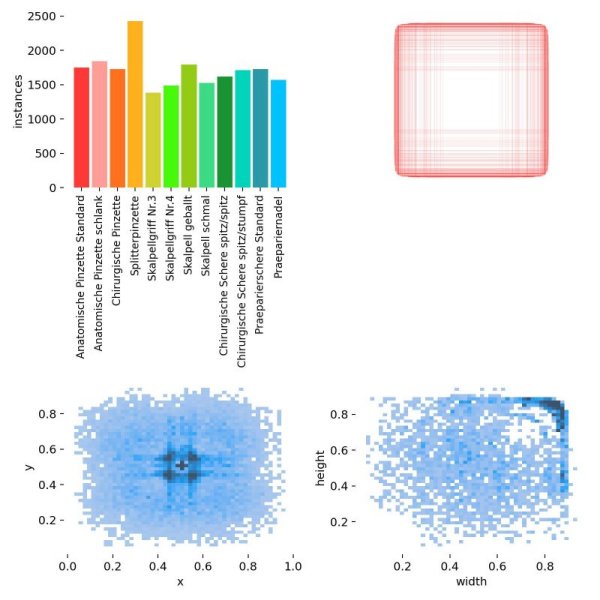 2500
2000
1500
1000
500
0
instances
Anatomische Pinzette Standard
Anatomische Pinzette schlank
Chirurgische Pinzette
Splitterpinzette
Skalpellgriff Nr.3
Skalpellgriff Nr.4
Skalpell geballt
Skalpell schmal
Chirurgische Schere spitz/spitz
Chirurgische Schere spitz/stumpf
Praeparierschere Standard
Praepariernadel
0.8
0.6
0.4
0.2
y
0.0 0.2 0.4 0.6 0.8 1.0
x
0.8
0.6
0.4
0.2
height
0.2 0.4 0.6 0.8
width